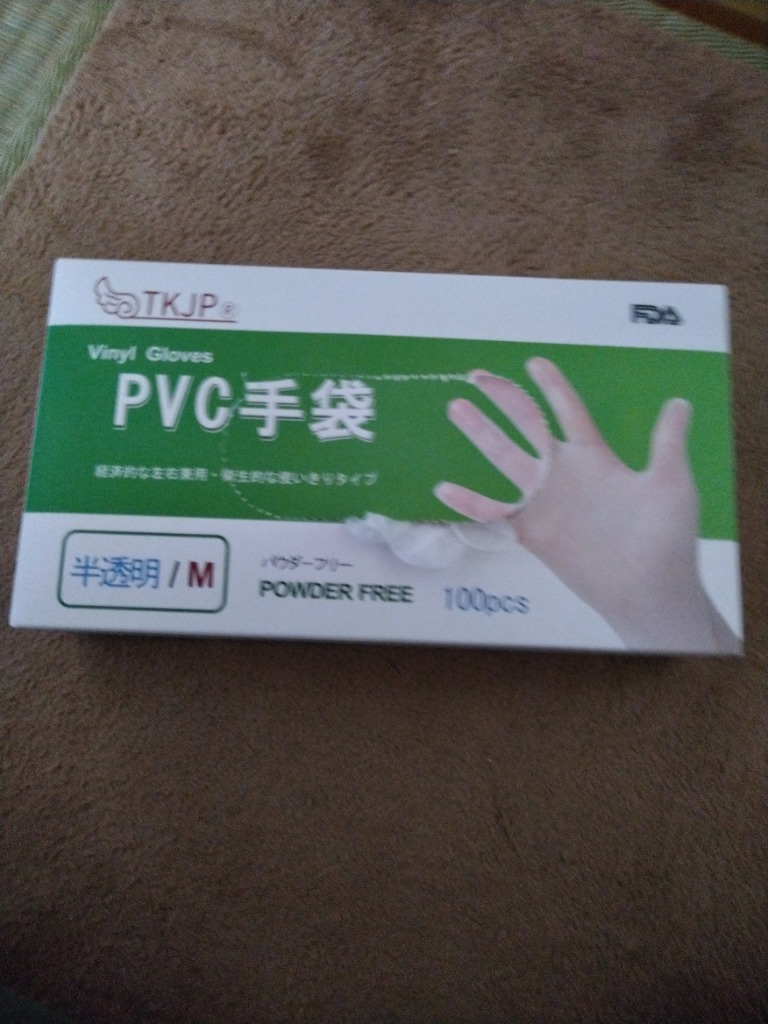 TKJP®
FDA
Vinyl Gloves
PVC手袋
経済的な左右兼用・衛生的な使いきりタイプ
半透明 / M
パウダーフリー
POWDER FREE
100pcs